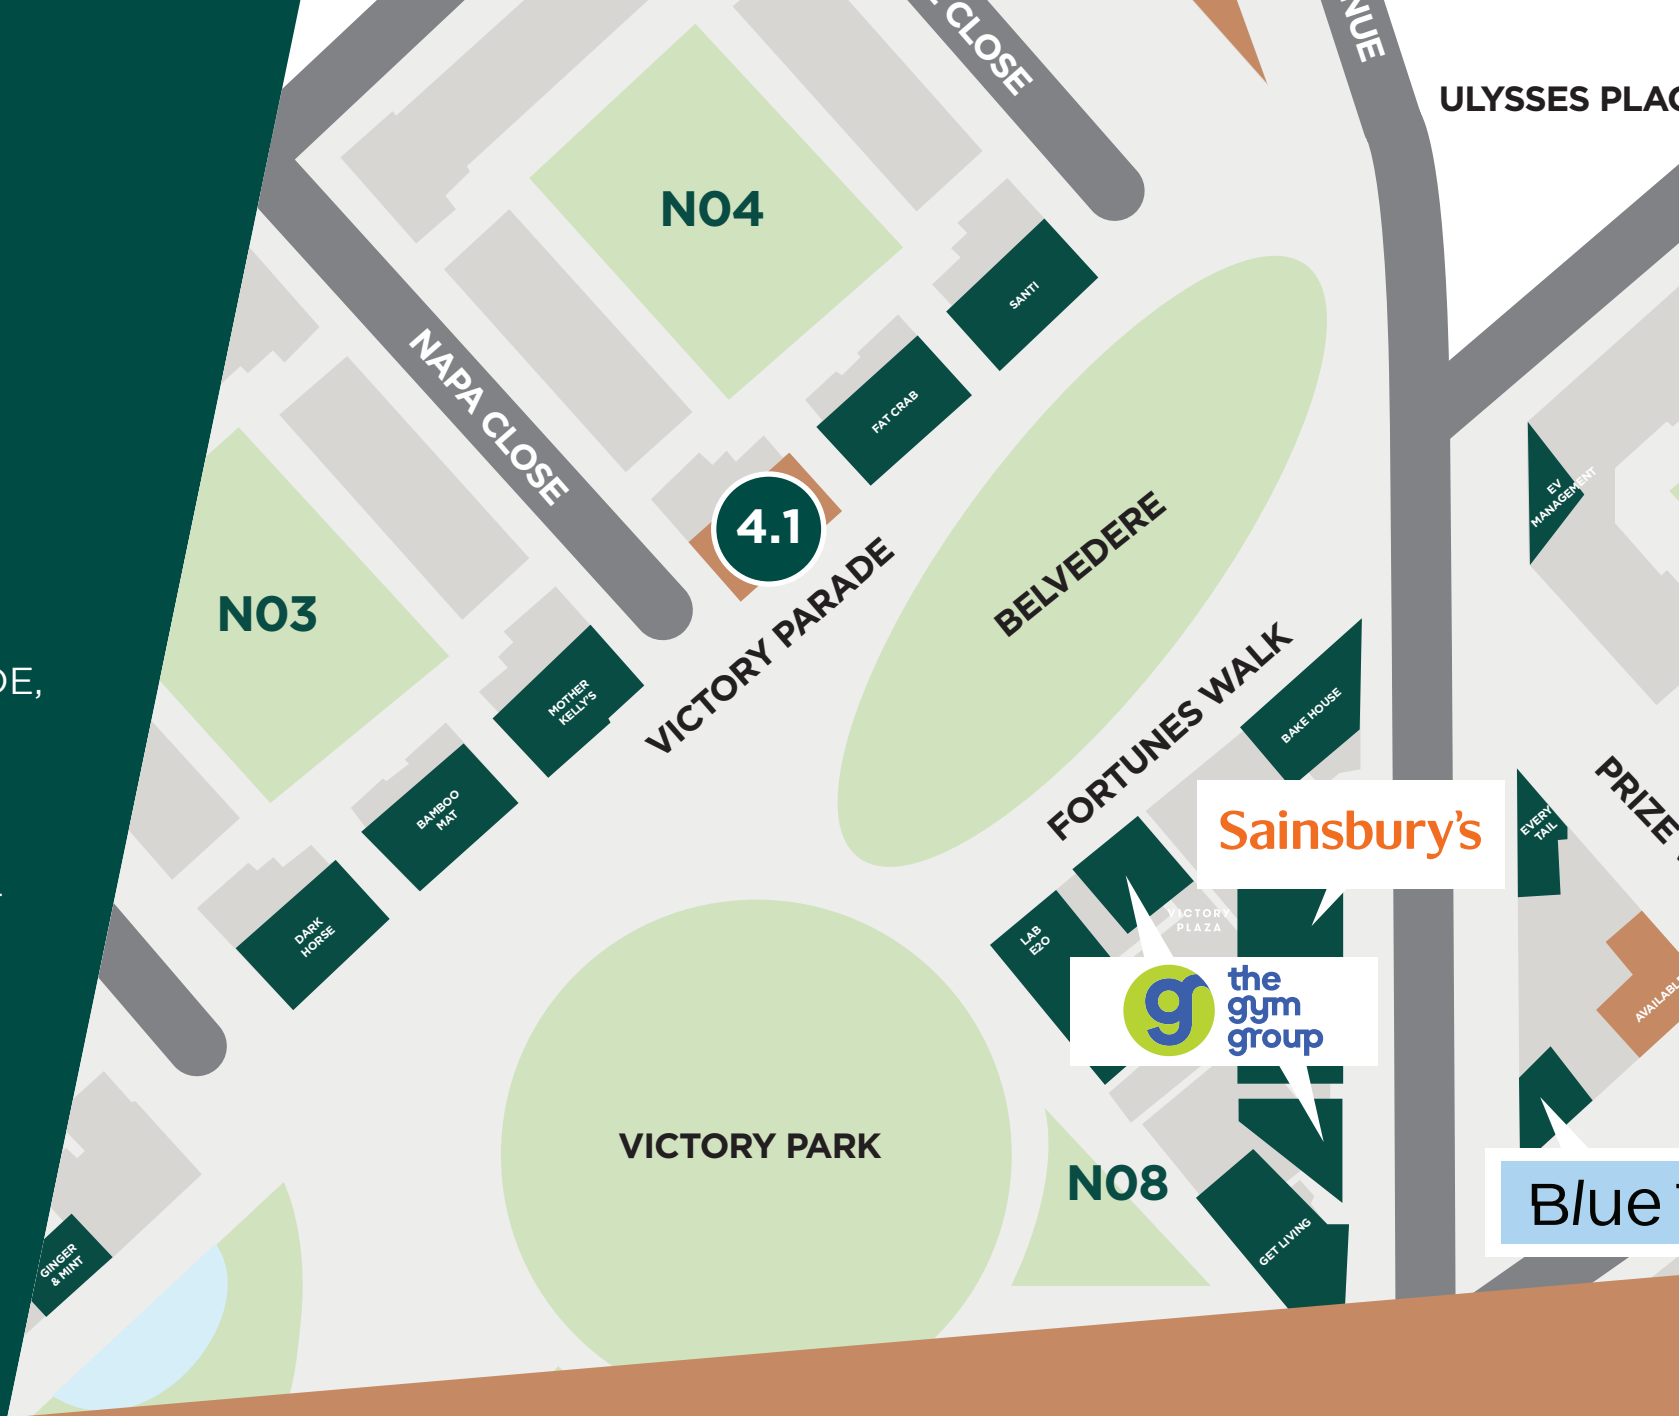 CLOSE
NUE
ULYSSES PLAC
N04
SANTI
NAPA CLOSE
FAT CRAB
EV
MANAGEMENT
4.1
BELVEDERE
VICTORY PARADE
N03
DE,
MOTHER
KELLY'S
FORTUNES WALK
BAKE HOUSE
BAMBOO
MAT
PRIZE
Sainsbury's
EVERY
TAIL
DARK
HORSE
LAB
E20
VICTORY
PLAZA
AVAILABLE
the
gym
group
VICTORY PARK
N08
Blue
GET LIVING
GINGER
& MINT